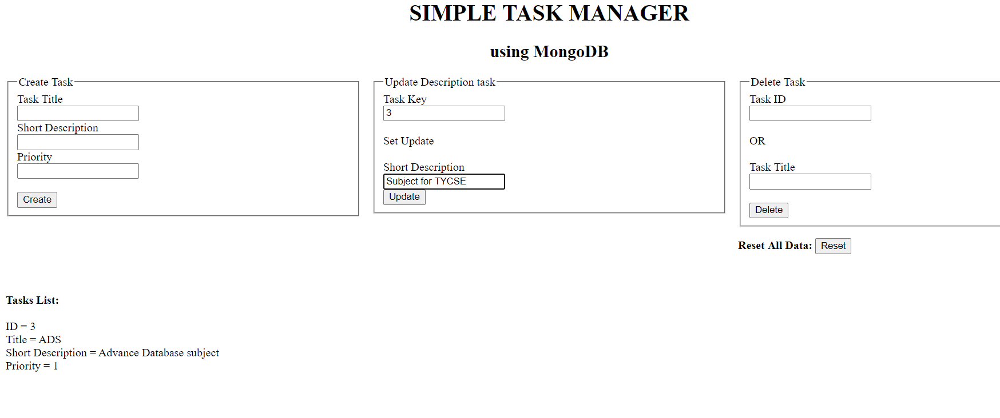 SIMPLE TASK MANAGER
using MongoDB
Create Task
Task Title
Short Description
Priority
Create
Update Description task
Task Key
3
Set Update
Short Description
Subject for TYCSE
Update
Delete Task
Task ID
OR
Task Title
Delete
Reset All Data: Reset
Tasks List:
ID = 3
Title = ADS
Short Description = Advance Database subject
Priority = 1